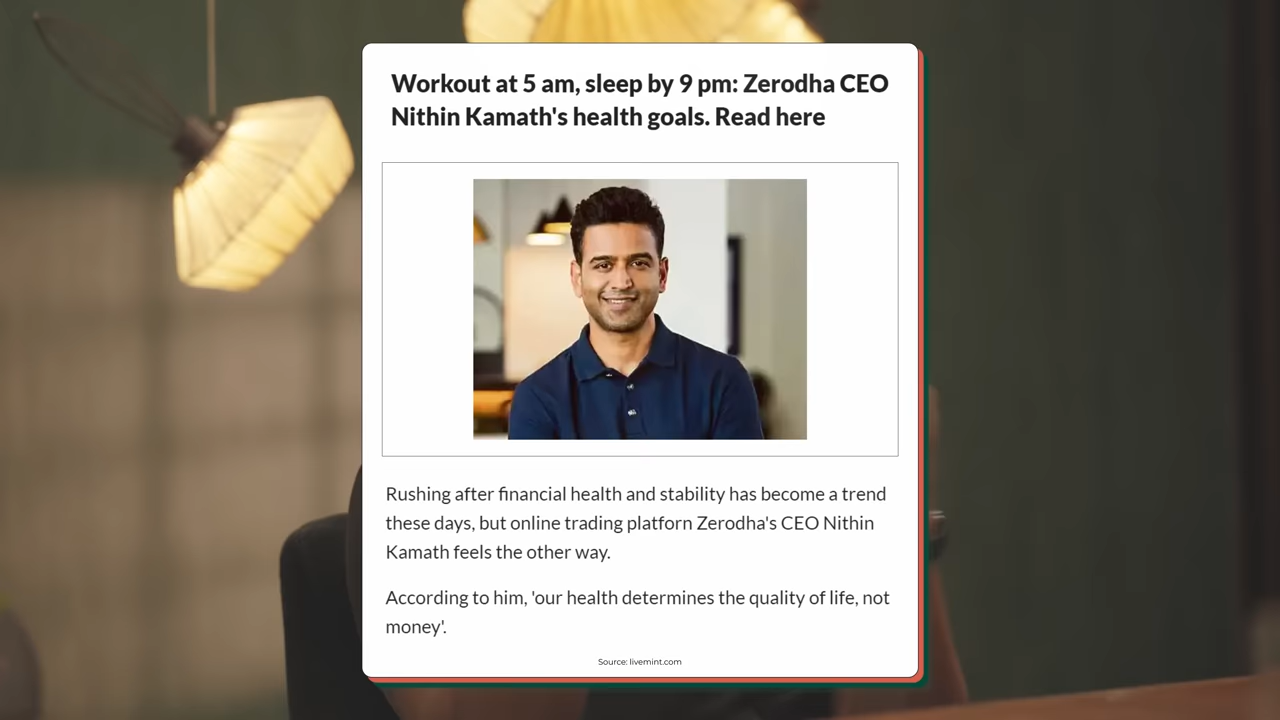 Workout at 5 am, sleep by 9 pm: Zerodha CEO
Nithin Kamath's health goals. Read here
Rushing after financial health and stability has become a trend
these days, but online trading platforn Zerodha's CEO Nithin
Kamath feels the other way.
According to him, 'our health determines the quality of life, not
money'.
Source: livemint.com